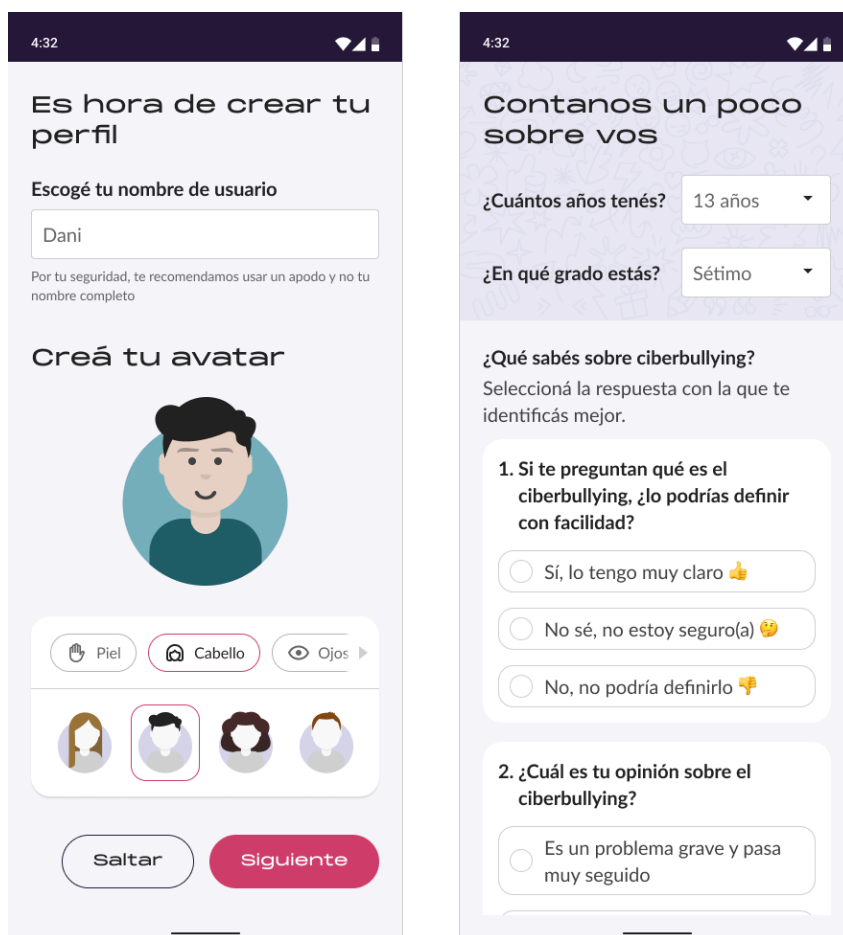 4:32
Es hora de crear tu
perfil
Escogé tu nombre de usuario
Dani
Por tu seguridad, te recomendamos usar un apodo y no tu
nombre completo
Creá tu avatar
Piel
Cabello
Ojos
Saltar
Siguiente
4:32
Contanos un poco
sobre vos
¿Cuántos años tenés?
13 años
¿En qué grado estás?
Sétimo
¿Qué sabés sobre ciberbullying?
Seleccioná la respuesta con la que te
identificás mejor.
1. Si te preguntan qué es el
ciberbullying, ¿lo podrías definir
con facilidad?
Sí, lo tengo muy claro 👍
No sé, no estoy seguro(a) 🤔
No, no podría definirlo 👎
2. ¿Cuál es tu opinión sobre el
ciberbullying?
Es un problema grave y pasa
muy seguido